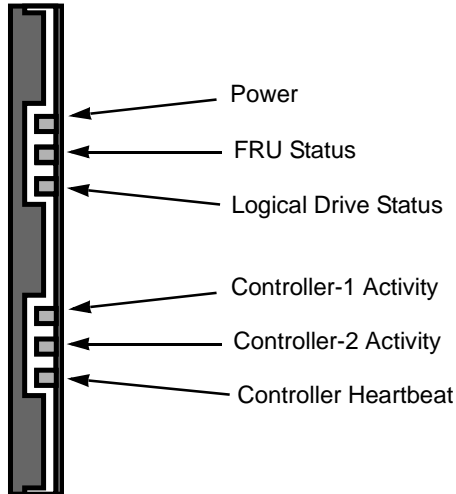 Power
FRU Status
Logical Drive Status
Controller-1 Activity
Controller-2 Activity
Controller Heartbeat